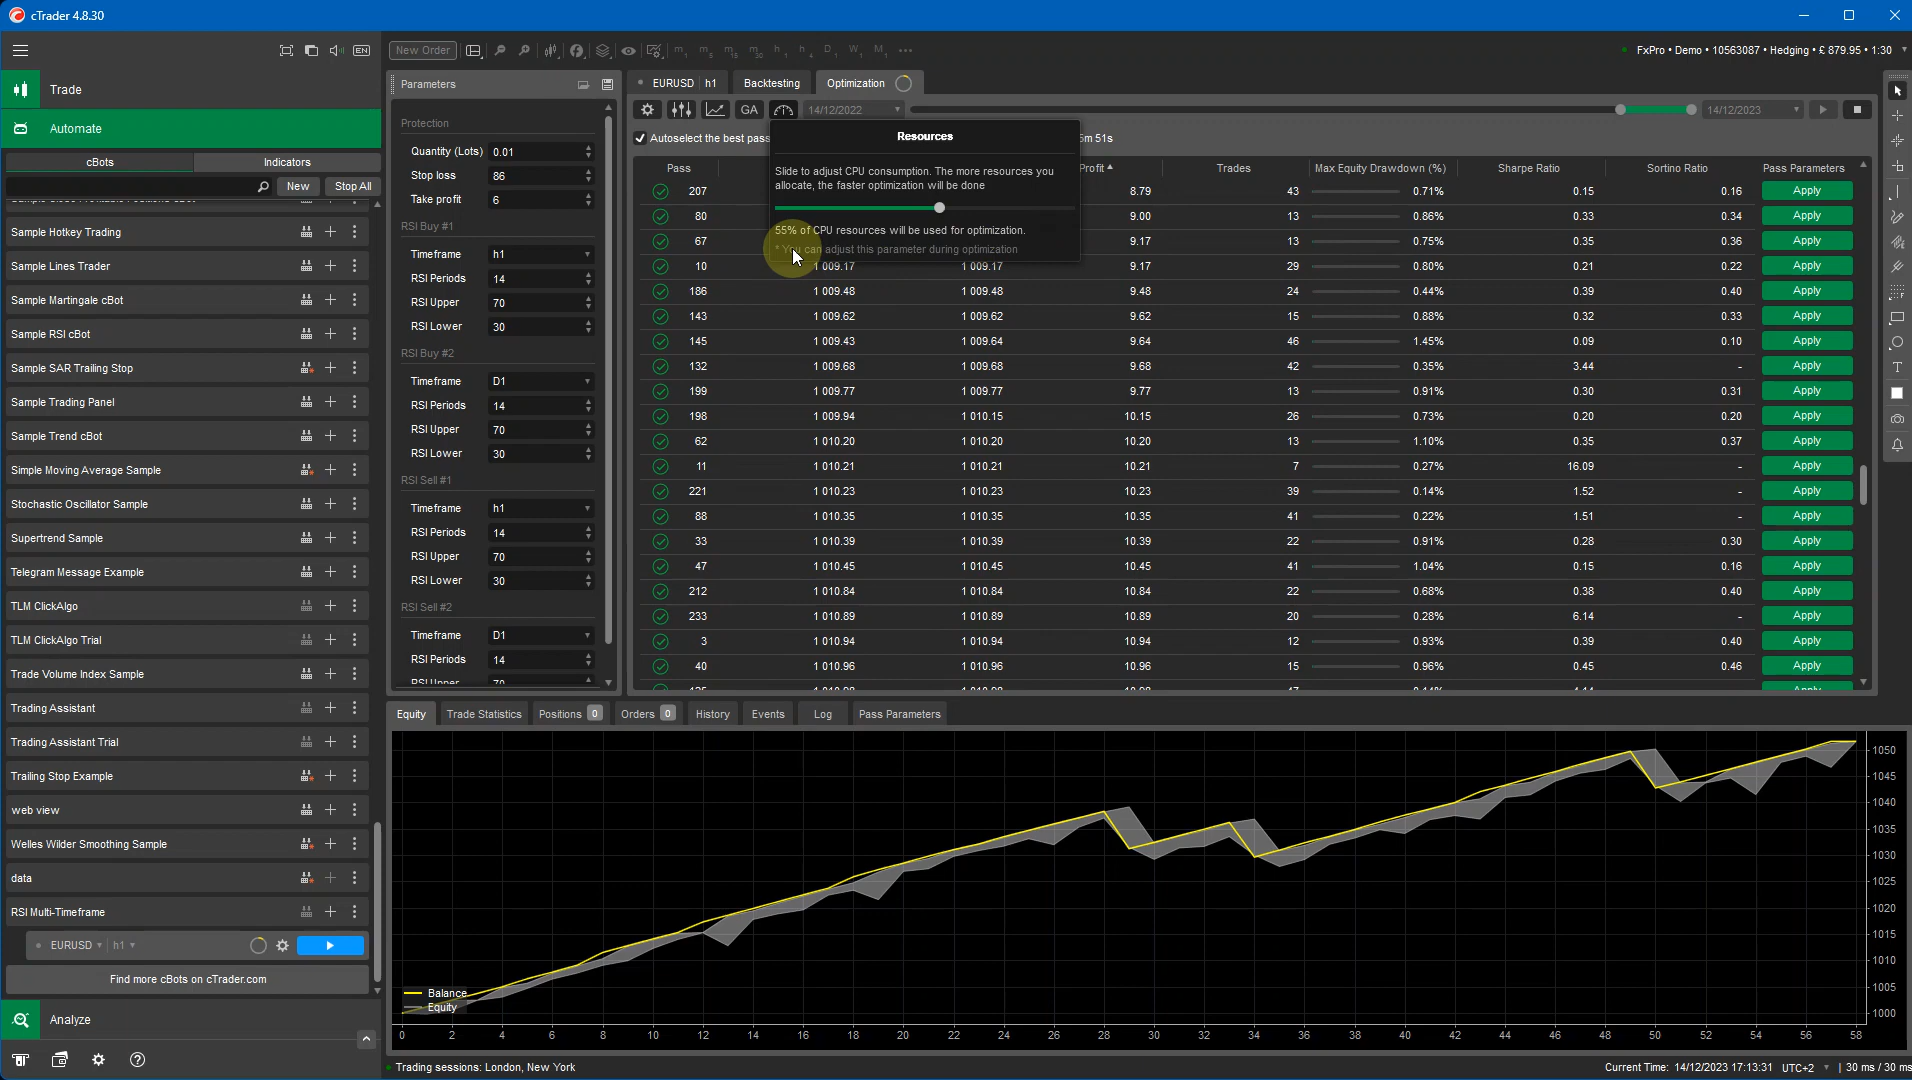 cTrader 4.8.30
EN
New Order
m1 m5 m15 m30 h1 h4 D1 W1 M1
FxPro • Demo • 10563087 • Hedging • £ 879.95 • 1:30
Trade
Automate
cBots Indicators
New Stop All
Sample Hotkey Trading
Sample Lines Trader
Sample Martingale cBot
Sample RSI cBot
Sample SAR Trailing Stop
Sample Trading Panel
Sample Trend cBot
Simple Moving Average Sample
Stochastic Oscillator Sample
Supertrend Sample
Telegram Message Example
TLM ClickAlgo
TLM ClickAlgo Trial
Trade Volume Index Sample
Trading Assistant
Trading Assistant Trial
Trailing Stop Example
web view
Welles Wilder Smoothing Sample
data
RSI Multi-Timeframe
EURUSD h1
Find more cBots on cTrader.com
Analyze
Parameters
Protection
Quantity (Lots) 0.01
Stop loss 86
Take profit 6
RSI Buy #1
Timeframe h1
RSI Periods 14
RSI Upper 70
RSI Lower 30
RSI Buy #2
Timeframe D1
RSI Periods 14
RSI Upper 70
RSI Lower 30
RSI Sell #1
Timeframe h1
RSI Periods 14
RSI Upper 70
RSI Lower 30
RSI Sell #2
Timeframe D1
RSI Periods 14
RSI Upper 70
EURUSD h1 Backtesting Optimization
GA 14/12/2022 14/12/2023
Autoselect the best pass 5m 51s
Resources
Slide to adjust CPU consumption. The more resources you
allocate, the faster optimization will be done
55% of CPU resources will be used for optimization.
* You can adjust this parameter during optimization
Pass Profit Trades Max Equity Drawdown (%) Sharpe Ratio Sortino Ratio Pass Parameters
207 8.79 43 0.71% 0.15 0.16 Apply
80 9.00 13 0.86% 0.33 0.34 Apply
67 9.17 13 0.75% 0.35 0.36 Apply
10 1 009.17 1 009.17 9.17 29 0.80% 0.21 0.22 Apply
186 1 009.48 1 009.48 9.48 24 0.44% 0.39 0.40 Apply
143 1 009.62 1 009.62 9.62 15 0.88% 0.32 0.33 Apply
145 1 009.43 1 009.64 9.64 46 1.45% 0.09 0.10 Apply
132 1 009.68 1 009.68 9.68 42 0.35% 3.44 - Apply
199 1 009.77 1 009.77 9.77 13 0.91% 0.30 0.31 Apply
198 1 009.94 1 010.15 10.15 26 0.73% 0.20 0.20 Apply
62 1 010.20 1 010.20 10.20 13 1.10% 0.35 0.37 Apply
11 1 010.21 1 010.21 10.21 7 0.27% 16.09 - Apply
221 1 010.23 1 010.23 10.23 39 0.14% 1.52 - Apply
88 1 010.35 1 010.35 10.35 41 0.22% 1.51 - Apply
33 1 010.39 1 010.39 10.39 22 0.91% 0.28 0.30 Apply
47 1 010.45 1 010.45 10.45 41 1.04% 0.15 0.16 Apply
212 1 010.84 1 010.84 10.84 22 0.68% 0.38 0.40 Apply
233 1 010.89 1 010.89 10.89 20 0.28% 6.14 - Apply
3 1 010.94 1 010.94 10.94 12 0.93% 0.39 0.40 Apply
40 1 010.96 1 010.96 10.96 15 0.96% 0.45 0.46 Apply
Equity Trade Statistics Positions 0 Orders 0 History Events Log Pass Parameters
1050
1045
1040
1035
1030
1025
1020
1015
1010
1005
1000
Balance
Equity
0 2 4 6 8 10 12 14 16 18 20 22 24 26 28 30 32 34 36 38 40 42 44 46 48 50 52 54 56 58
Trading sessions: London, New York
Current Time: 14/12/2023 17:13:31 UTC+2 | 30 ms / 30 ms